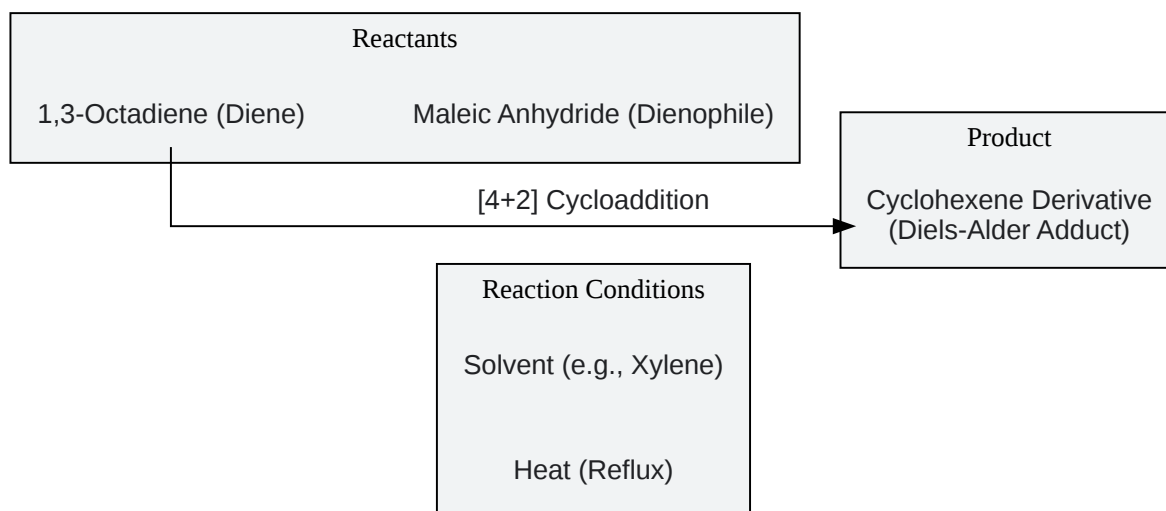 Reactants
1,3-Octadiene (Diene)
Maleic Anhydride (Dienophile)
Product
[4+2] Cycloaddition
Cyclohexene Derivative
(Diels-Alder Adduct)
Reaction Conditions
Solvent (e.g., Xylene)
Heat (Reflux)